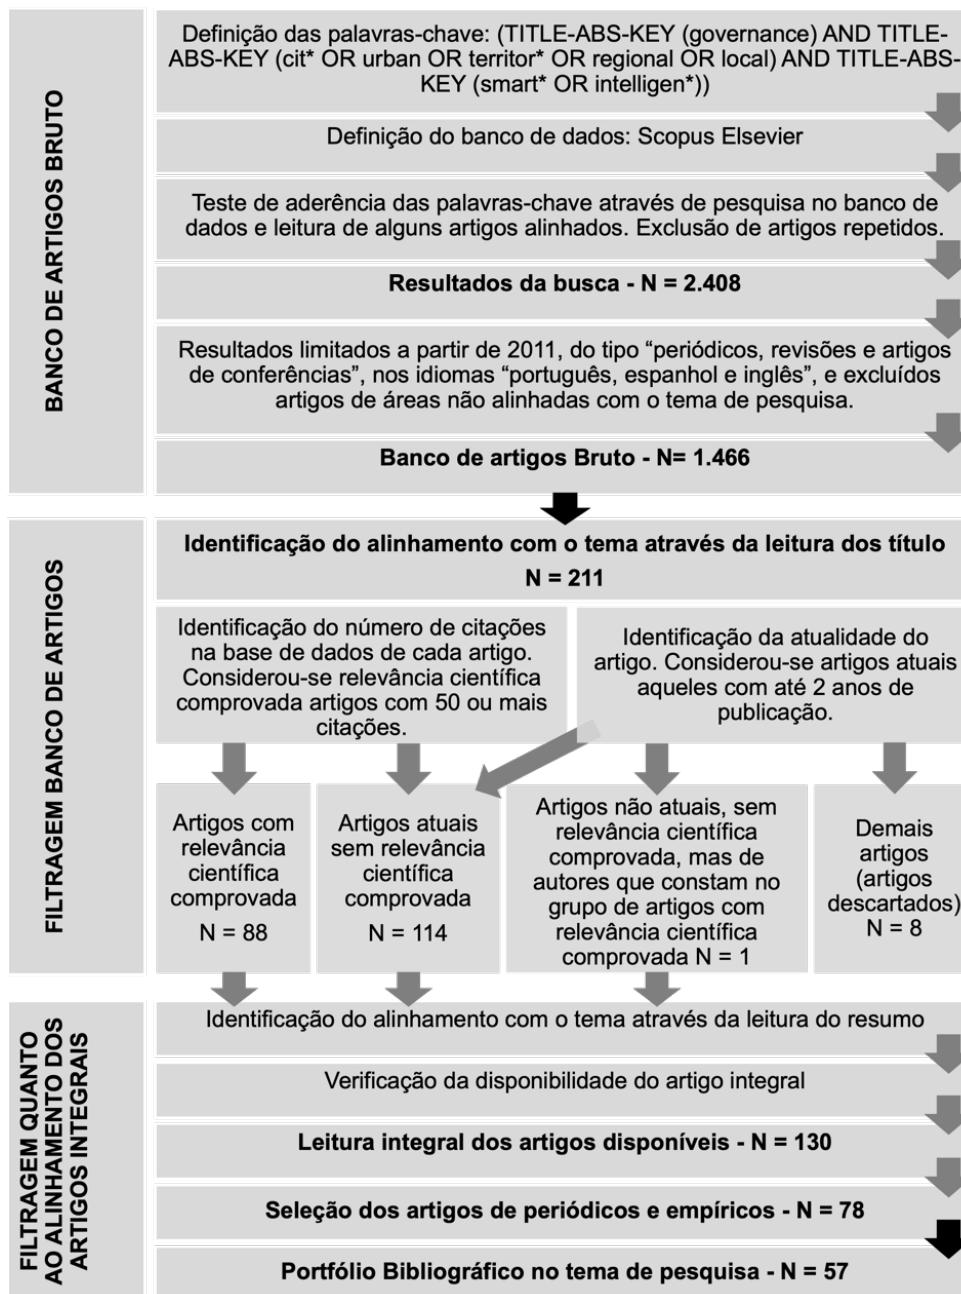 BANCO DE ARTIGOS BRUTO
Definição das palavras-chave: (TITLE-ABS-KEY (governance) AND TITLE-
ABS-KEY (cit* OR urban OR territor* OR regional OR local) AND TITLE-ABS-
KEY (smart* OR intelligen*))
Definição do banco de dados: Scopus Elsevier
Teste de aderência das palavras-chave através de pesquisa no banco de
dados e leitura de alguns artigos alinhados. Exclusão de artigos repetidos.
Resultados da busca - N = 2.408
Resultados limitados a partir de 2011, do tipo “periódicos, revisões e artigos
de conferências”, nos idiomas “português, espanhol e inglês”, e excluídos
artigos de áreas não alinhadas com o tema de pesquisa.
Banco de artigos Bruto - N= 1.466
FILTRAGEM BANCO DE ARTIGOS
Identificação do alinhamento com o tema através da leitura dos título
N = 211
Identificação do número de citações
na base de dados de cada artigo.
Considerou-se relevância científica
comprovada artigos com 50 ou mais
citações.
Identificação da atualidade do
artigo. Considerou-se artigos atuais
aqueles com até 2 anos de
publicação.
Artigos com
relevância
científica
comprovada
N = 88
Artigos atuais
sem relevância
científica
comprovada
N = 114
Artigos não atuais, sem
relevância científica
comprovada, mas de
autores que constam no
grupo de artigos com
relevância científica
comprovada N = 1
Demais
artigos
(artigos
descartados)
N = 8
FILTRAGEM QUANTO
AO ALINHAMENTO DOS
ARTIGOS INTEGRAIS
Identificação do alinhamento com o tema através da leitura do resumo
Verificação da disponibilidade do artigo integral
Leitura integral dos artigos disponíveis - N = 130
Seleção dos artigos de periódicos e empíricos - N = 78
Portfólio Bibliográfico no tema de pesquisa - N = 57